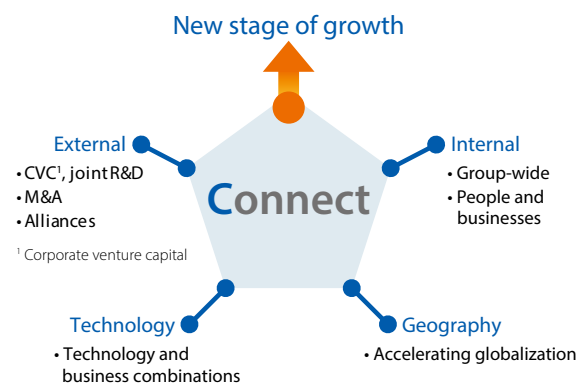 New stage of growth
External
• CVC¹, joint R&D
• M&A
• Alliances
¹ Corporate venture capital
Internal
• Group-wide
• People and
businesses
Connect
Technology
• Technology and
business combinations
Geography
• Accelerating globalization